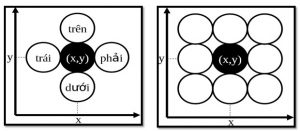 trên
y trái (x,y) phải
dưới
x
y (x,y)
x